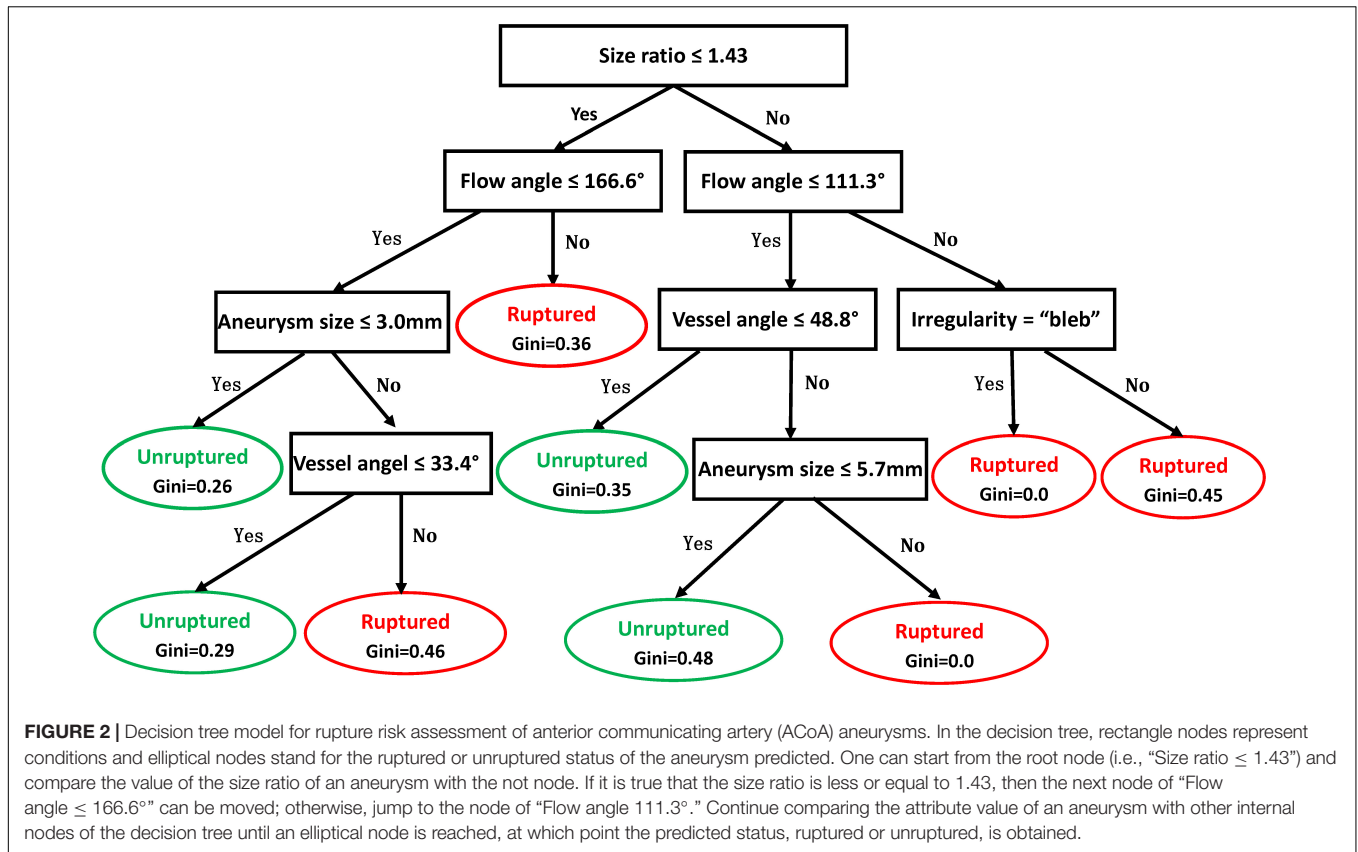 Size ratio ≤ 1.43
Yes
No
Flow angle ≤ 166.6°
Flow angle ≤ 111.3°
Yes
No
Yes
No
Aneurysm size ≤ 3.0mm
Ruptured
Gini=0.36
Vessel angle ≤ 48.8°
Irregularity = “bleb”
Yes
No
Yes
No
Yes
No
Unruptured
Gini=0.26
Vessel angel ≤ 33.4°
Unruptured
Gini=0.35
Aneurysm size ≤ 5.7mm
Ruptured
Gini=0.0
Ruptured
Gini=0.45
Yes
No
Yes
No
Unruptured
Gini=0.29
Ruptured
Gini=0.46
Unruptured
Gini=0.48
Ruptured
Gini=0.0
FIGURE 2 | Decision tree model for rupture risk assessment of anterior communicating artery (ACoA) aneurysms. In the decision tree, rectangle nodes represent
conditions and elliptical nodes stand for the ruptured or unruptured status of the aneurysm predicted. One can start from the root node (i.e., “Size ratio ≤ 1.43”) and
compare the value of the size ratio of an aneurysm with the not node. If it is true that the size ratio is less or equal to 1.43, then the next node of “Flow
angle ≤ 166.6°” can be moved; otherwise, jump to the node of “Flow angle 111.3°.” Continue comparing the attribute value of an aneurysm with other internal
nodes of the decision tree until an elliptical node is reached, at which point the predicted status, ruptured or unruptured, is obtained.